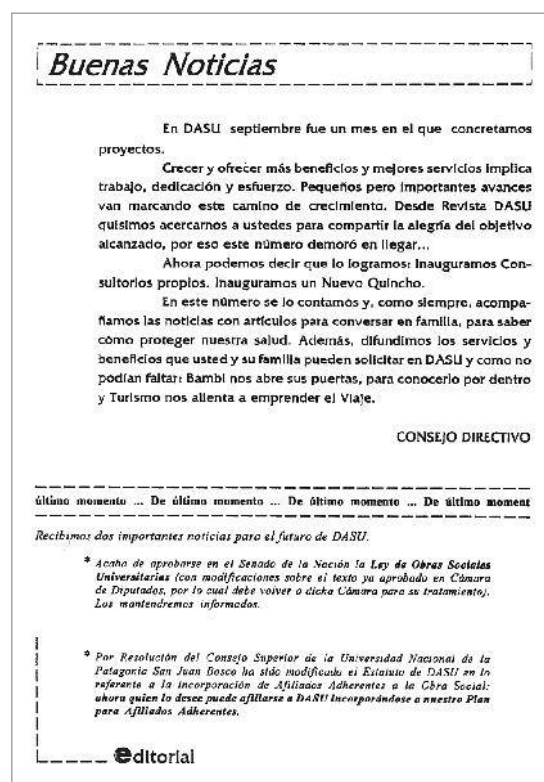 Buenas Noticias
En DASU septiembre fue un mes en el que concretamos
proyectos.
Crecer y ofrecer más beneficios y mejores servicios implica
trabajo, dedicación y esfuerzo. Pequeños pero importantes avances
van marcando este camino de crecimiento. Desde Revista DASU
quisimos acercarnos a ustedes para compartir la alegría del objetivo
alcanzado, por eso este número demoró en llegar...
Ahora podemos decir que lo logramos: Inauguramos Con-
sultorios propios. Inauguramos un Nuevo Quincho.
En este número se lo contamos y, como siempre, acompa-
ñamos las noticias con artículos para conversar en familia, para saber
cómo proteger nuestra salud. Además, difundimos los servicios y
beneficios que usted y su familia pueden solicitar en DASU y como no
podían faltar: Bambi nos abre sus puertas, para conocerlo por dentro
y Turismo nos alienta a emprender el Viaje.
CONSEJO DIRECTIVO
último momento ... De último momento ... De último momento ... De último moment
Recibimos dos importantes noticias para el futuro de DASU.
* Acaba de aprobarse en el Senado de la Nación la Ley de Obras Sociales
Universitarias (con modificaciones sobre el texto ya aprobado en Cámara
de Diputados, por lo cual debe volver a dicha Cámara para su tratamiento).
Los mantendremos informados.
* Por Resolución del Consejo Superior de la Universidad Nacional de la
Patagonia San Juan Bosco ha sido modificado el Estatuto de DASU en lo
referente a la incorporación de Afiliados Adherentes a la Obra Social:
ahora quien lo desee puede afiliarse a DASU incorporándose a nuestro Plan
para Afiliados Adherentes.
editorial